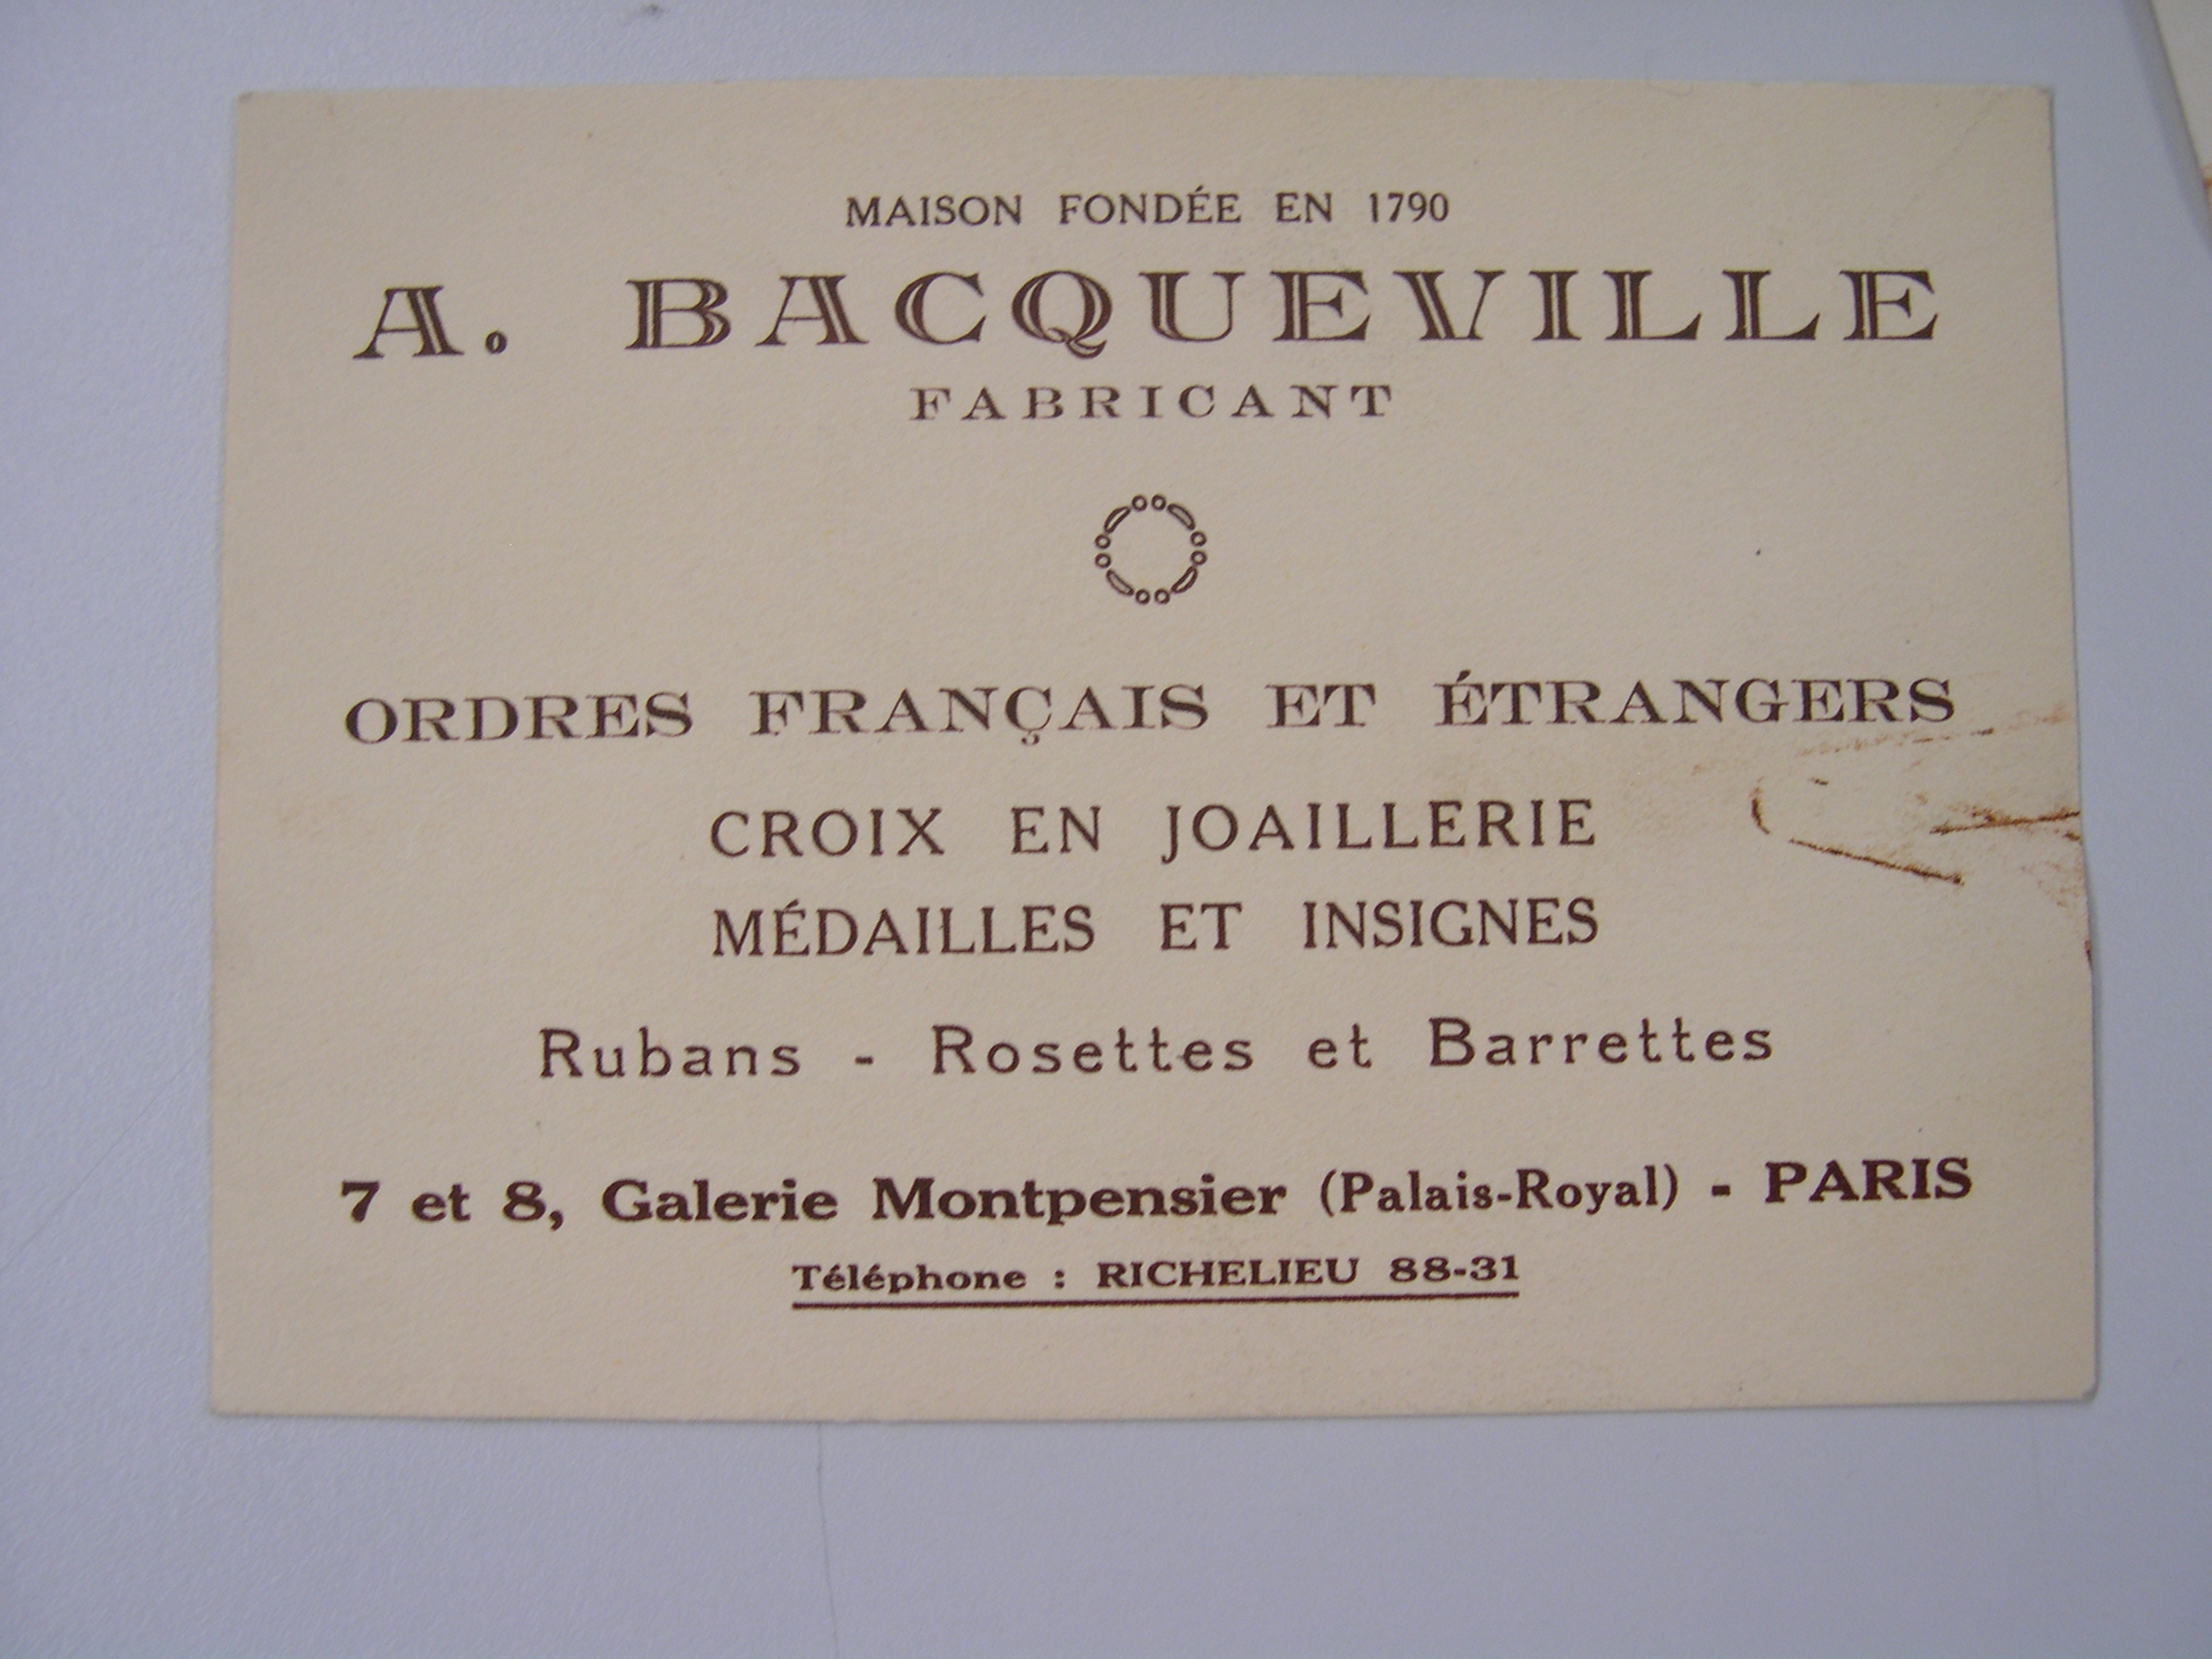 MAISON FONDÉE EN 1790
A. BACQUEVILLE
FABRICANT
ORDRES FRANÇAIS ET ÉTRANGERS
CROIX EN JOAILLERIE
MÉDAILLES ET INSIGNES
Rubans - Rosettes et Barrettes
7 et 8, Galerie Montpensier (Palais-Royal) - PARIS
Téléphone : RICHELIEU 88-31